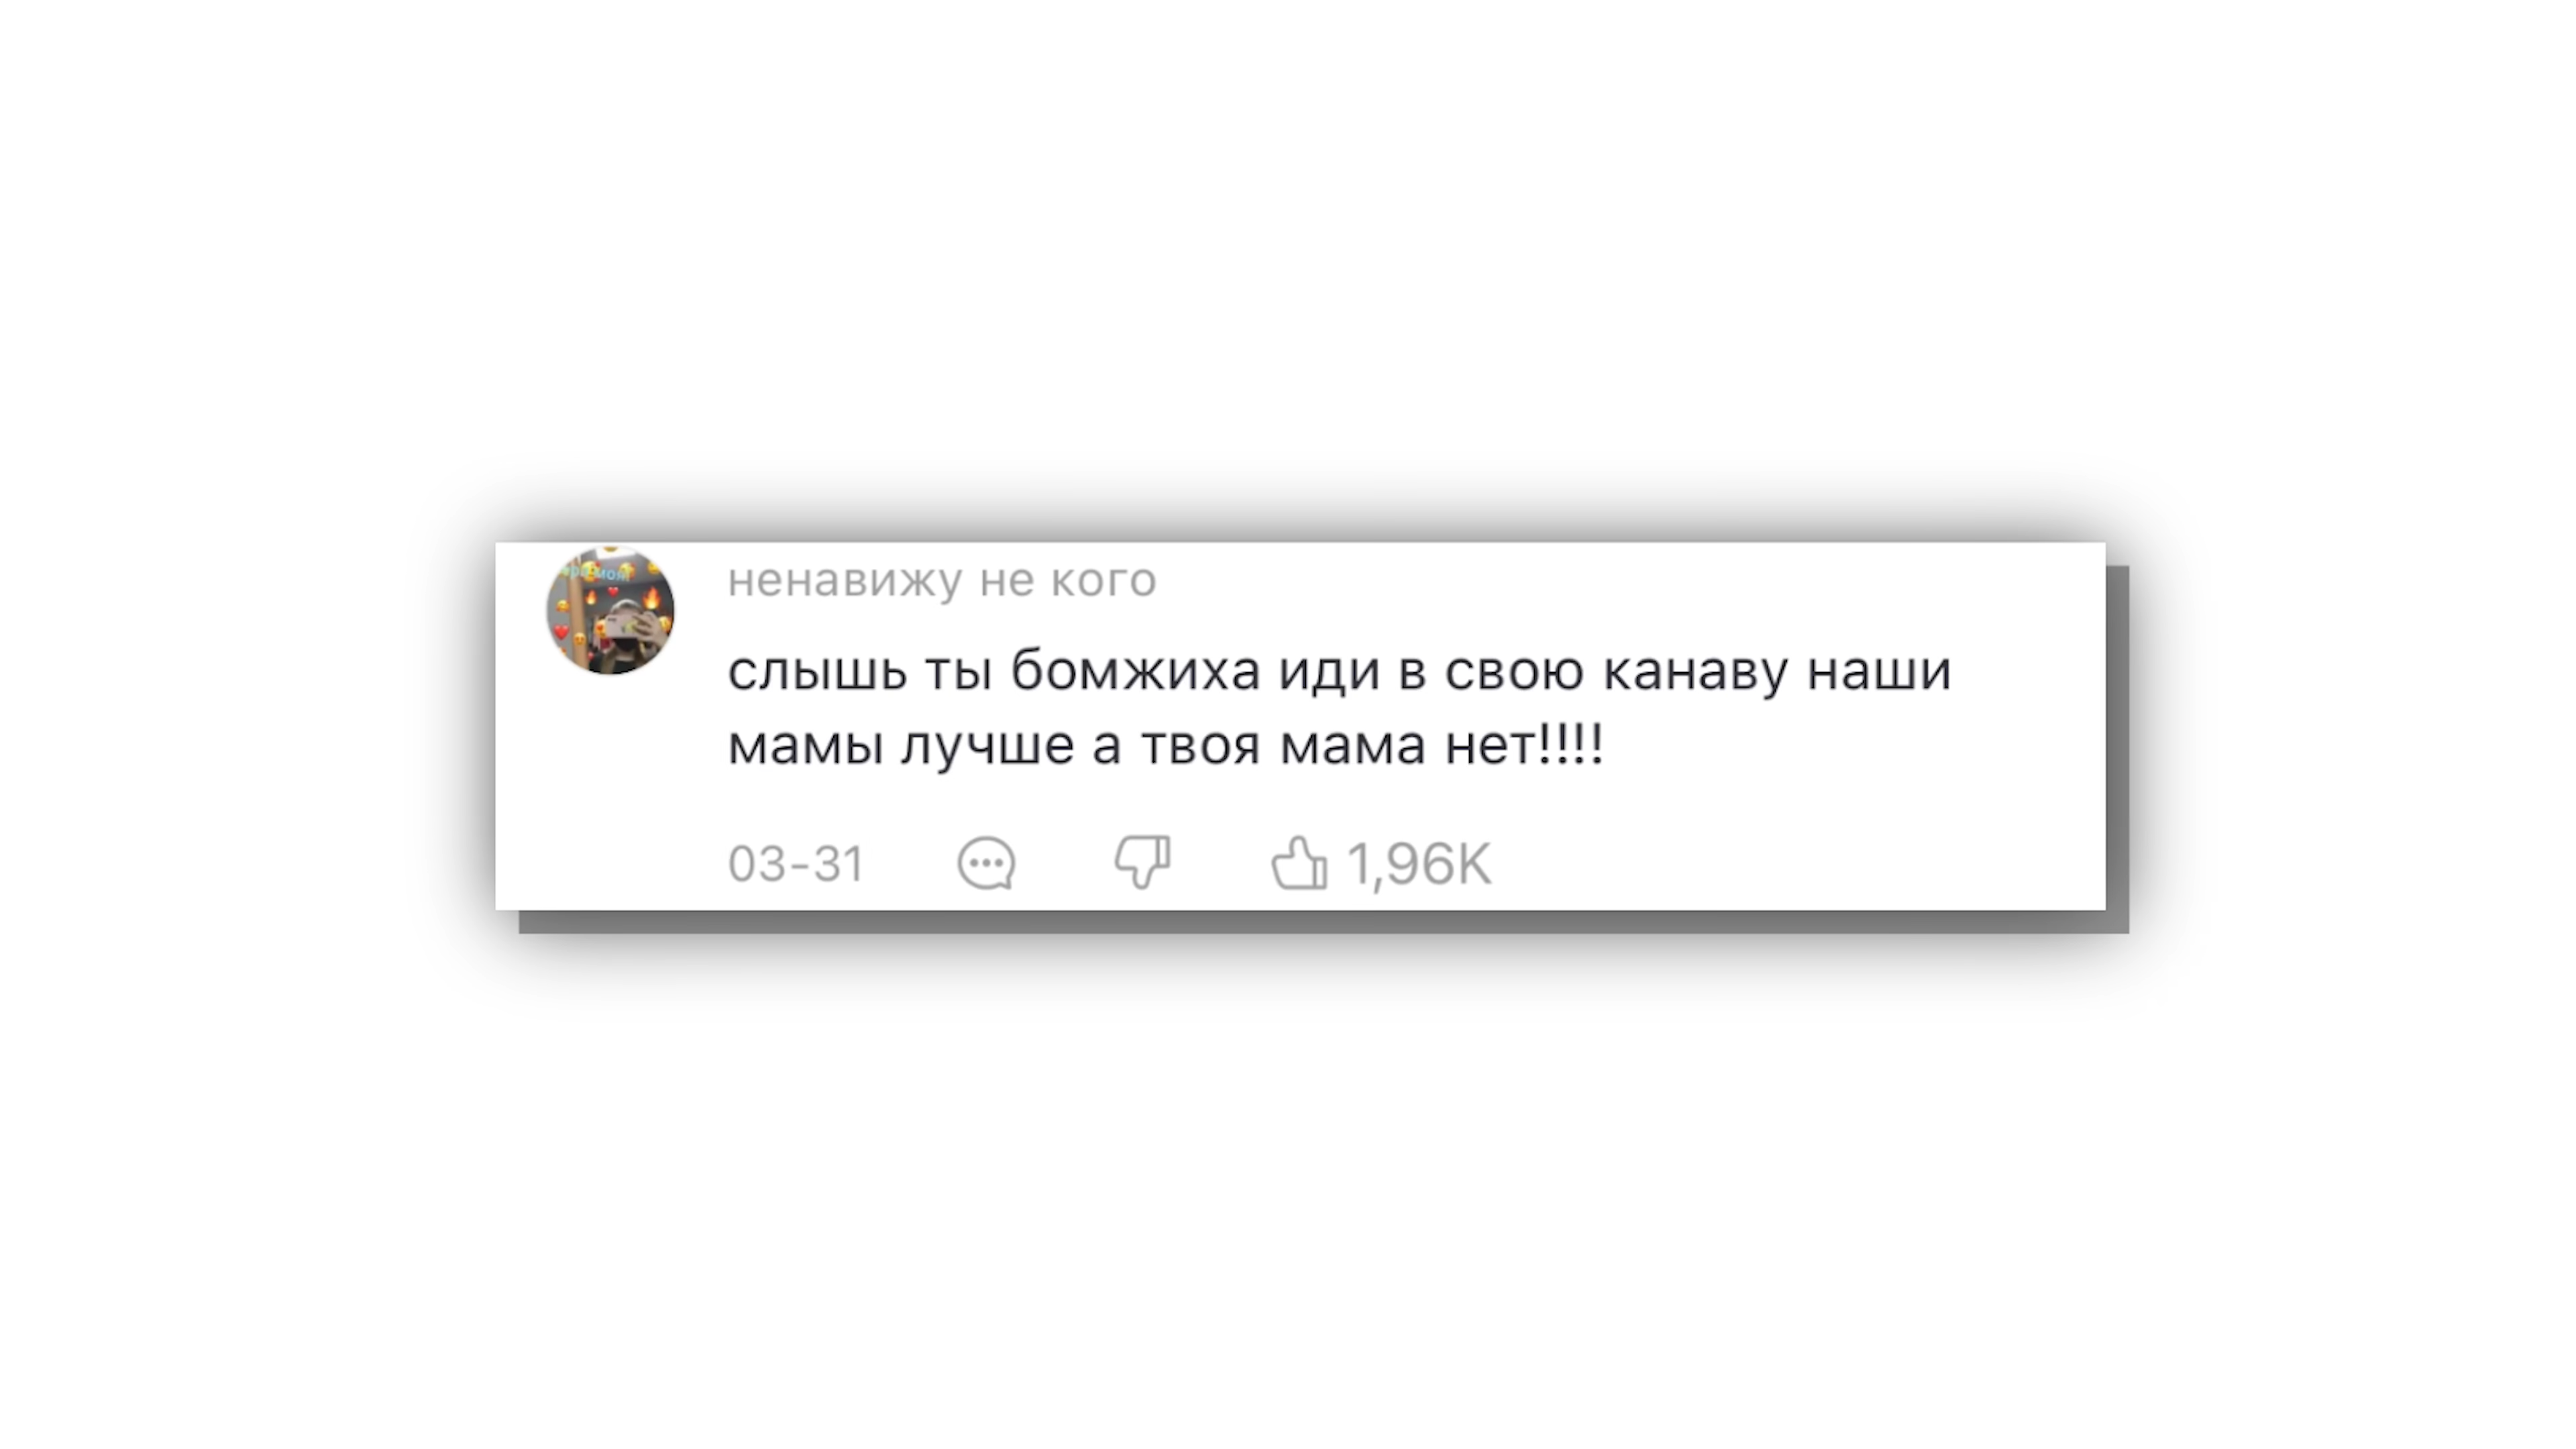 ненавижу не кого
слышь ты бомжиха иди в свою канаву наши
мамы лучше а твоя мама нет!!!!
03-31 1,96K